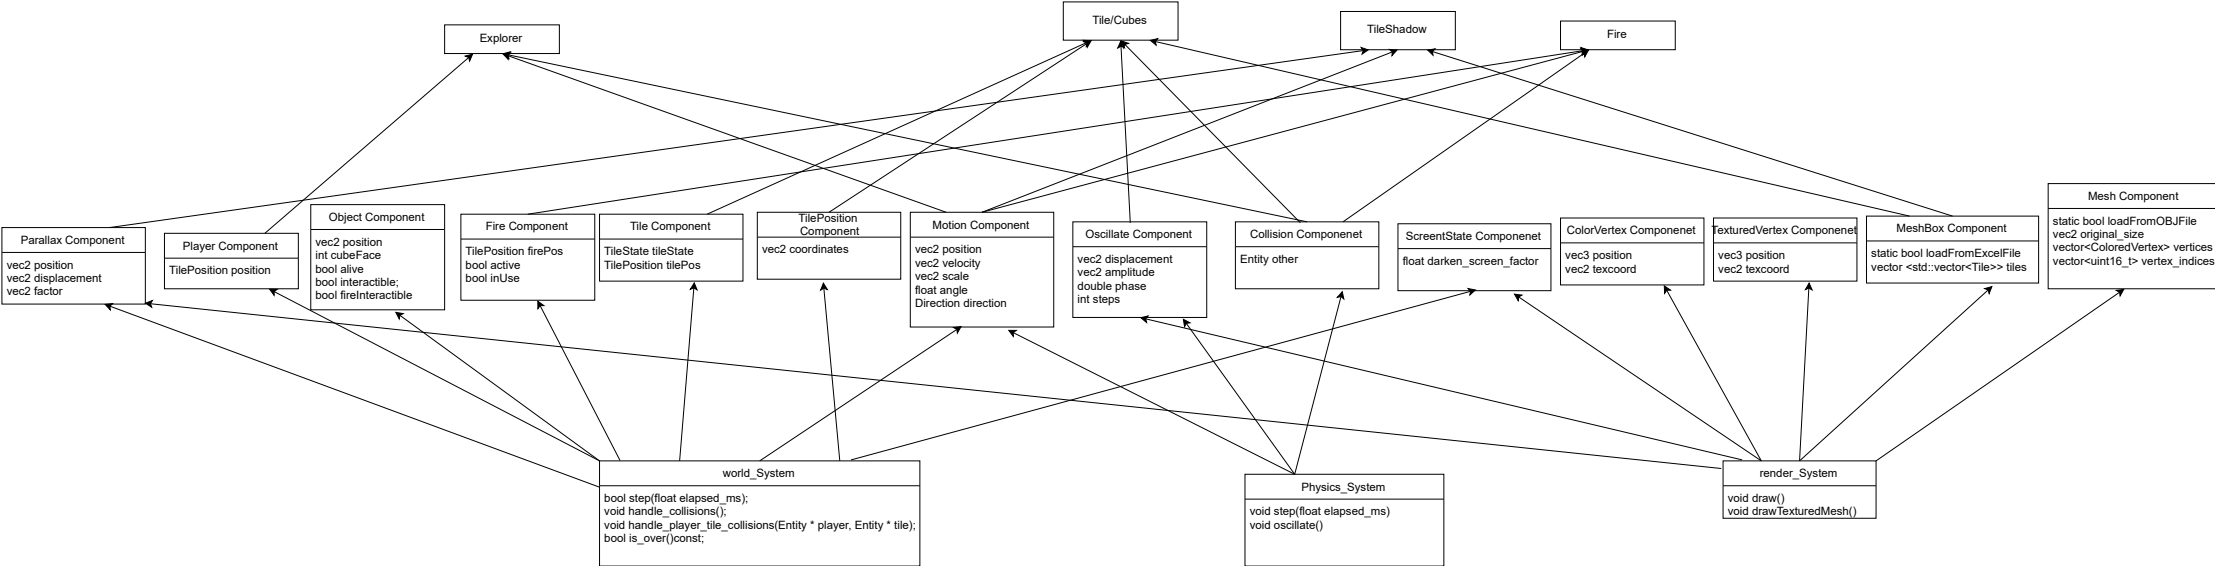 Explorer
Tile/Cubes
TileShadow
Fire
Parallax Component
vec2 position
vec2 displacement
vec2 factor
Player Component
TilePosition position
Object Component
vec2 position
int cubeFace
bool alive
bool interactible;
bool fireInteractible
Fire Component
TilePosition firePos
bool active
bool inUse
Tile Component
TileState tileState
TilePosition tilePos
TilePosition
Component
vec2 coordinates
Motion Component
vec2 position
vec2 velocity
vec2 scale
float angle
Direction direction
Oscillate Component
vec2 displacement
vec2 amplitude
double phase
int steps
Collision Componenet
Entity other
ScreentState Componenet
float darken_screen_factor
ColorVertex Componenet
vec3 position
vec2 texcoord
TexturedVertex Componenet
vec3 position
vec2 texcoord
MeshBox Component
static bool loadFromExcelFile
vector <std::vector<Tile>> tiles
Mesh Component
static bool loadFromOBJFile
vec2 original_size
vector<ColoredVertex> vertices
vector<uint16_t> vertex_indices
world_System
bool step(float elapsed_ms);
void handle_collisions();
void handle_player_tile_collisions(Entity * player, Entity * tile);
bool is_over()const;
Physics_System
void step(float elapsed_ms)
void oscillate()
render_System
void draw()
void drawTexturedMesh()